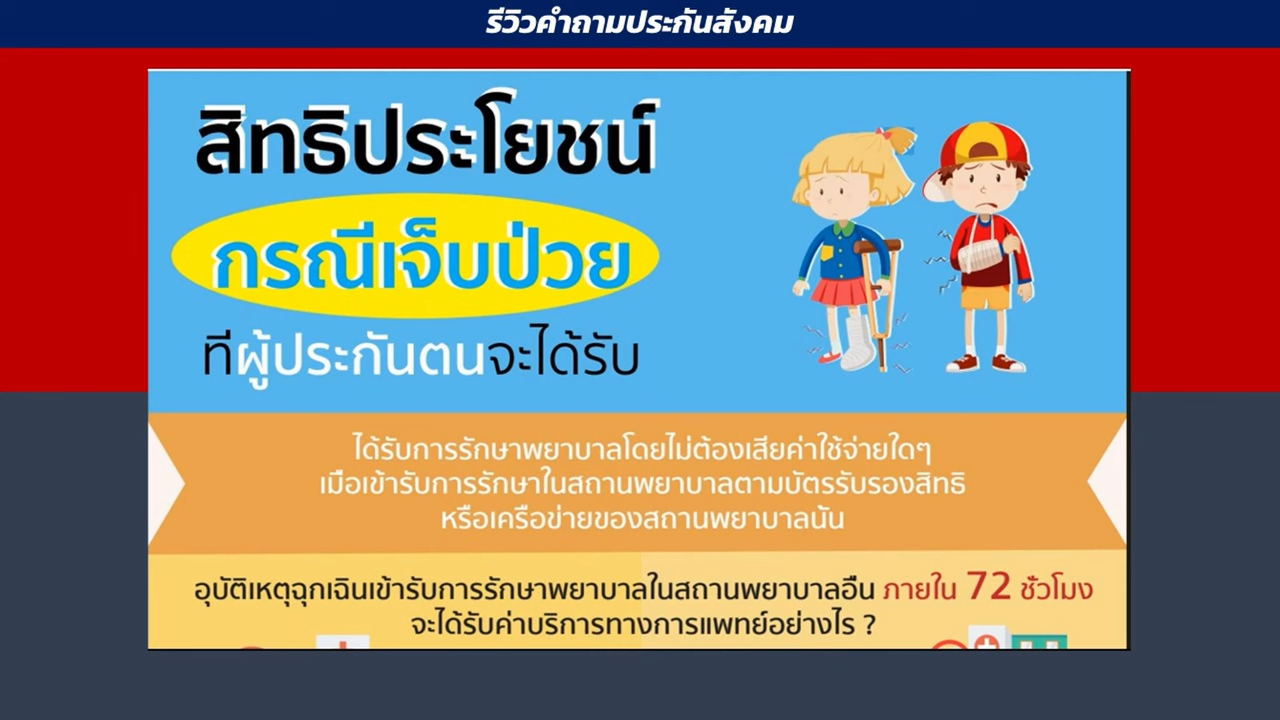 รีวิวคำถามประกันสังคม
สิทธิประโยชน์
กรณีเจ็บป่วย
ที่ผู้ประกันตนจะได้รับ
ได้รับการรักษาพยาบาลโดยไม่ต้องเสียค่าใช้จ่ายใดๆ
เมื่อเข้ารับการรักษาในสถานพยาบาลตามบัตรรับรองสิทธิ
หรือเครือข่ายของสถานพยาบาลนั้น
อุบัติเหตุฉุกเฉินเข้ารับการรักษาพยาบาลในสถานพยาบาลอื่น ภายใน 72 ชั่วโมง
จะได้รับค่าบริการทางการแพทย์อย่างไร ?